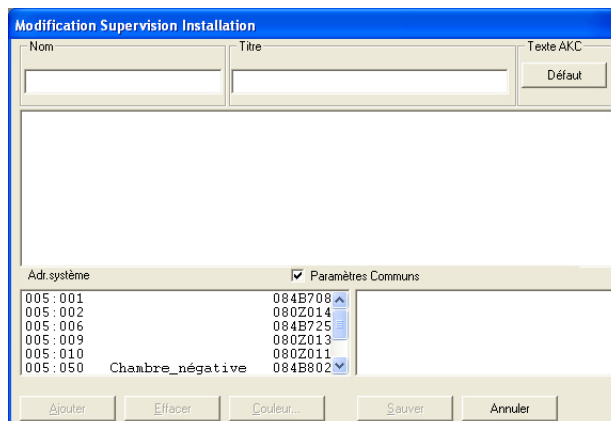 Modification Supervision Installation
Nom Titre Texte AKC
Défaut
Adr.système Paramètres Communs
005:001 084B708
005:002 080Z014
005:006 084B725
005:009 080Z013
005:010 080Z011
005:050 Chambre_négative 084B802
Ajouter Effacer Couleur... Sauver Annuler